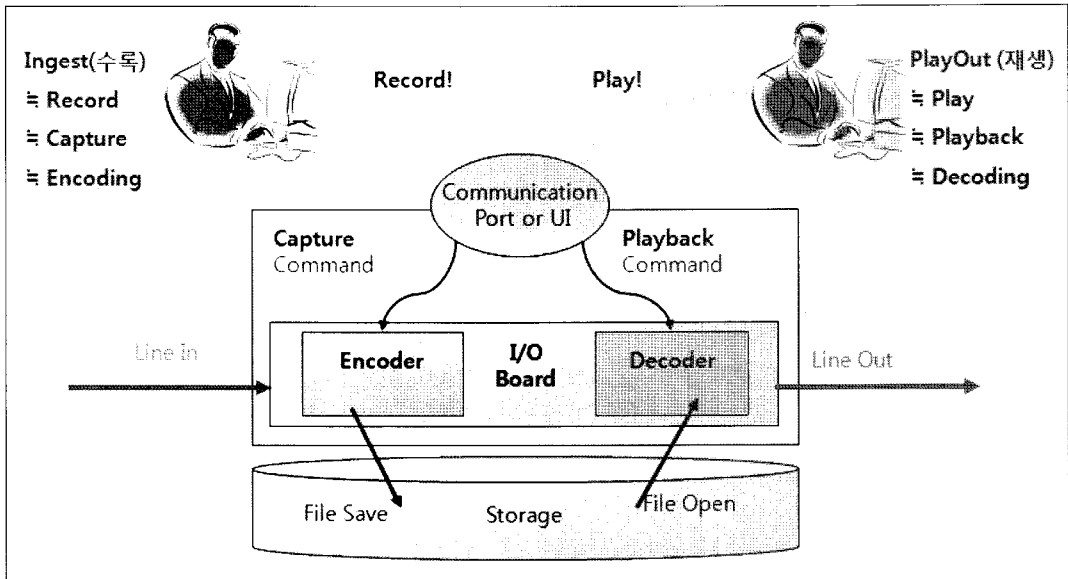 Ingest(수록)
≒ Record
≒ Capture
≒ Encoding
Record!
Play!
PlayOut (재생)
≒ Play
≒ Playback
≒ Decoding
Communication
Port or UI
Capture
Command
Playback
Command
Line In
Encoder
I/O
Board
Decoder
Line Out
File Save
Storage
File Open